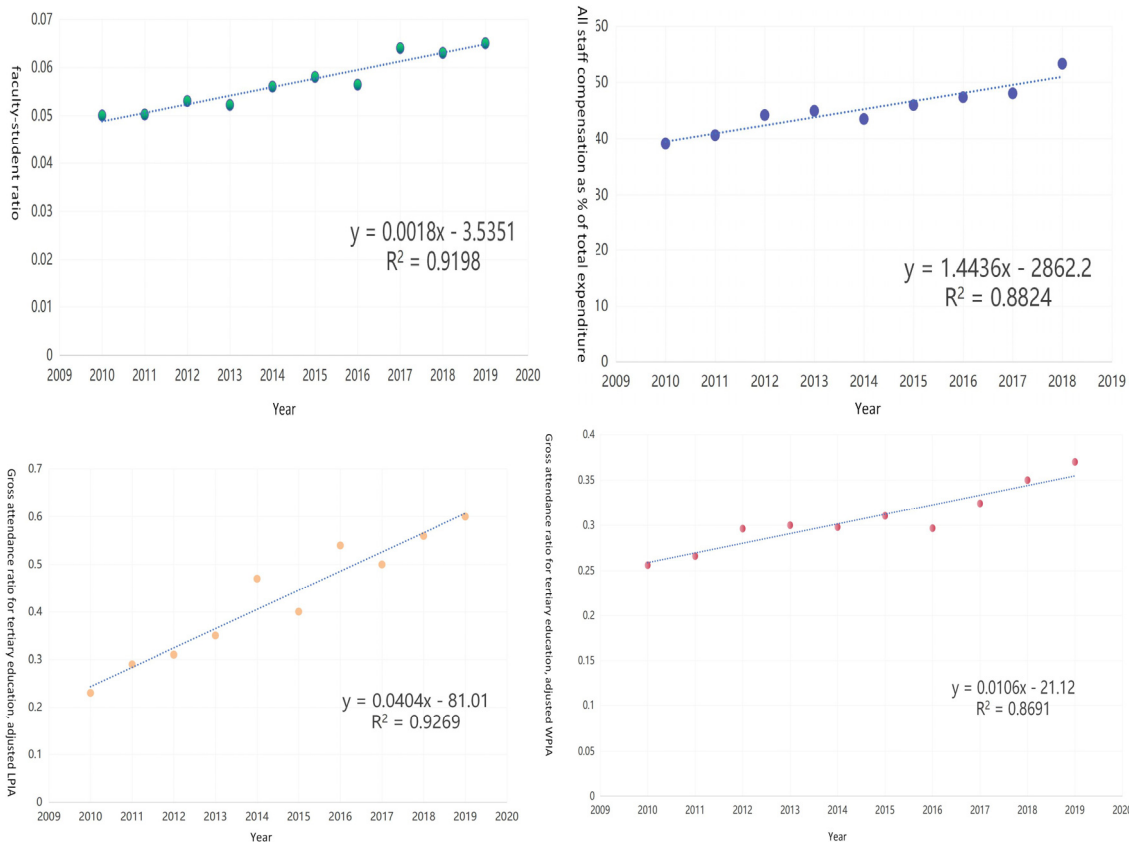 faculty-student ratio
0.07
0.06
0.05
0.04
0.03
0.02
0.01
0
y = 0.0018x - 3.5351
R² = 0.9198
2009 2010 2011 2012 2013 2014 2015 2016 2017 2018 2019 2020
Year
All staff compensation as % of total expenditure
60
50
40
30
20
10
0
y = 1.4436x - 2862.2
R² = 0.8824
2009 2010 2011 2012 2013 2014 2015 2016 2017 2018 2019
Year
Gross attendance ratio for tertiary education, adjusted LPIA
0.7
0.6
0.5
0.4
0.3
0.2
0.1
0
y = 0.0404x - 81.01
R² = 0.9269
2009 2010 2011 2012 2013 2014 2015 2016 2017 2018 2019 2020
Year
Gross attendance ratio for tertiary education, adjusted WPIA
0.4
0.35
0.3
0.25
0.2
0.15
0.1
0.05
0
y = 0.0106x - 21.12
R² = 0.8691
2009 2010 2011 2012 2013 2014 2015 2016 2017 2018 2019 2020
Year